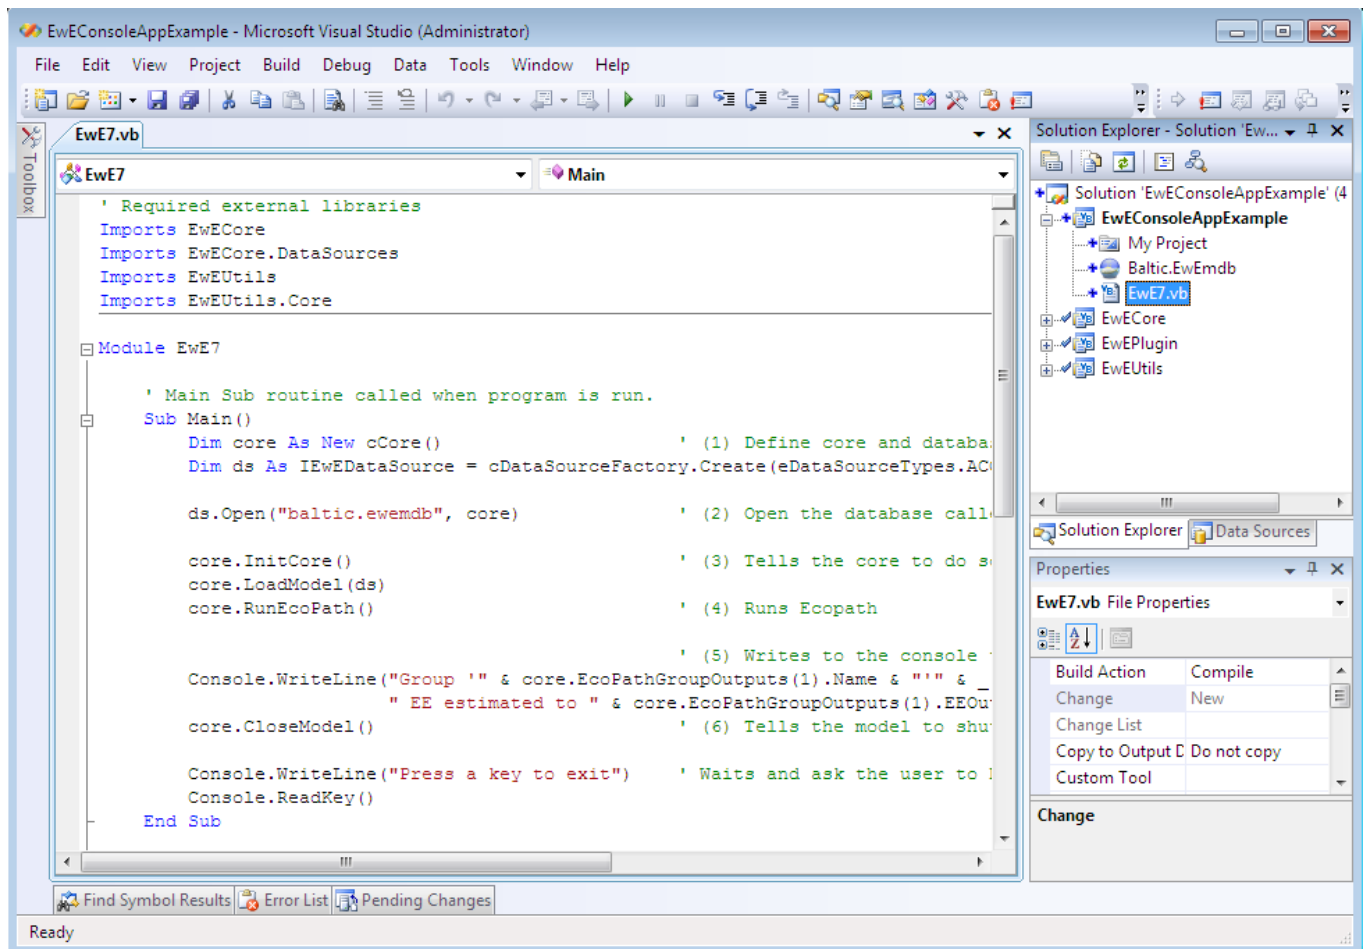 EwEConsoleAppExample - Microsoft Visual Studio (Administrator)
File Edit View Project Build Debug Data Tools Window Help
Toolbox
EwE7.vb
EwE7
Main
' Required external libraries
Imports EwECore
Imports EwECore.DataSources
Imports EwEUtils
Imports EwEUtils.Core
Module EwE7
' Main Sub routine called when program is run.
Sub Main()
Dim core As New cCore() ' (1) Define core and databa
Dim ds As IEwEDataSource = cDataSourceFactory.Create(eDataSourceTypes.AC
ds.Open("baltic.ewemdb", core) ' (2) Open the database call
core.InitCore() ' (3) Tells the core to do s
core.LoadModel(ds)
core.RunEcoPath() ' (4) Runs Ecopath
' (5) Writes to the console
Console.WriteLine("Group '" & core.EcoPathGroupOutputs(1).Name & "'" & _
" EE estimated to " & core.EcoPathGroupOutputs(1).EEOu
core.CloseModel() ' (6) Tells the model to shu
Console.WriteLine("Press a key to exit") ' Waits and ask the user to
Console.ReadKey()
End Sub
Solution Explorer - Solution 'Ew...
Solution 'EwEConsoleAppExample' (4
EwEConsoleAppExample
My Project
Baltic.EwEmdb
EwE7.vb
EwECore
EwEPlugin
EwEUtils
Solution Explorer Data Sources
Properties
EwE7.vb File Properties
Build Action Compile
Change New
Change List
Copy to Output D Do not copy
Custom Tool
Change
Find Symbol Results Error List Pending Changes
Ready